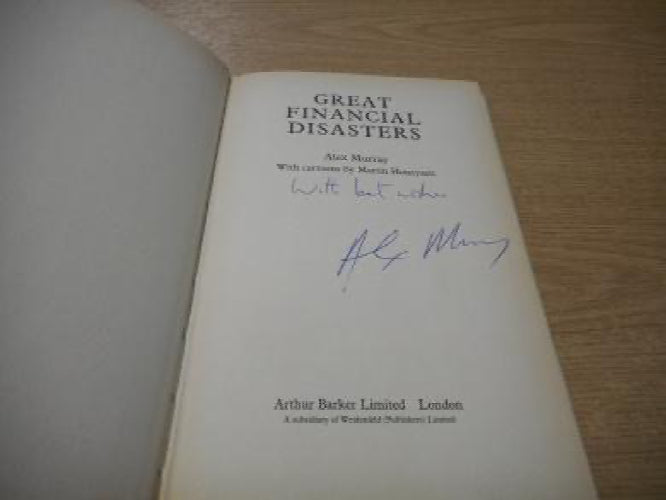 GREAT
FINANCIAL
DISASTERS
Alex Murray
With cartoons by Martin Honeysett
With best wishes
Alex Murray
Arthur Barker Limited London
A subsidiary of Weidenfeld (Publishers) Limited